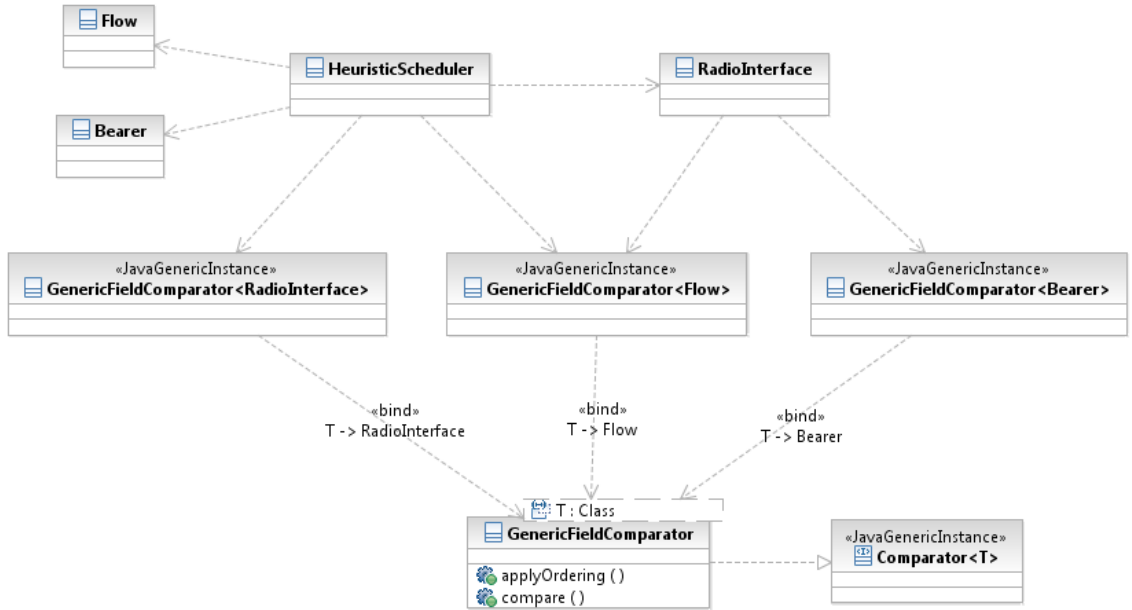 Flow
HeuristicScheduler
RadioInterface
Bearer
«JavaGenericInstance»
GenericFieldComparator<RadioInterface>
«JavaGenericInstance»
GenericFieldComparator<Flow>
«JavaGenericInstance»
GenericFieldComparator<Bearer>
«bind»
T -> RadioInterface
«bind»
T -> Flow
«bind»
T -> Bearer
T : Class
GenericFieldComparator
applyOrdering ( )
compare ( )
«JavaGenericInstance»
Comparator<T>